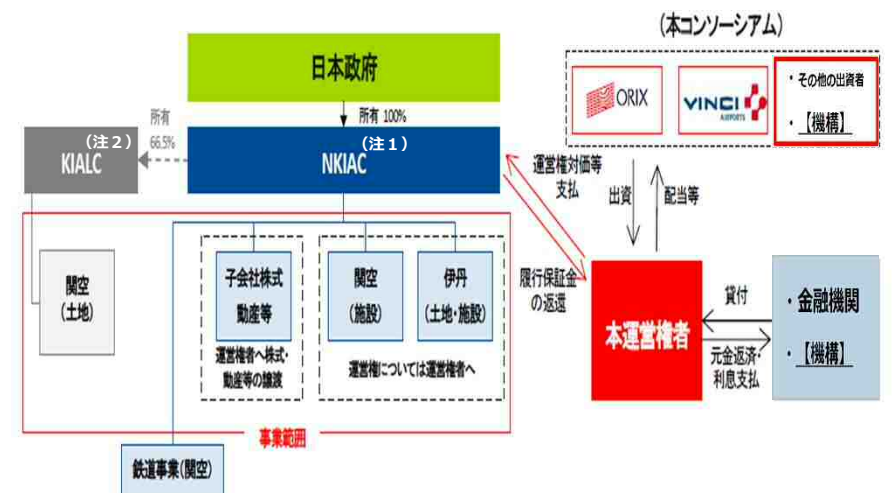 (本コンソーシアム)
日本政府
ORIX
VINCI
AIRPORTS
・その他の出資者
・【機構】
所有
66.5%
所有 100%
(注2)
KIALC
(注1)
NKIAC
運営権対価等
支払
出資
配当等
関空
(土地)
子会社株式
動産等
運営権者へ株式・
動産等の譲渡
関空
(施設)
伊丹
(土地・施設)
運営権については運営権者へ
履行保証金
の返還
本運営権者
貸付
元金返済・
利息支払
・金融機関
・【機構】
事業範囲
鉄道事業(関空)